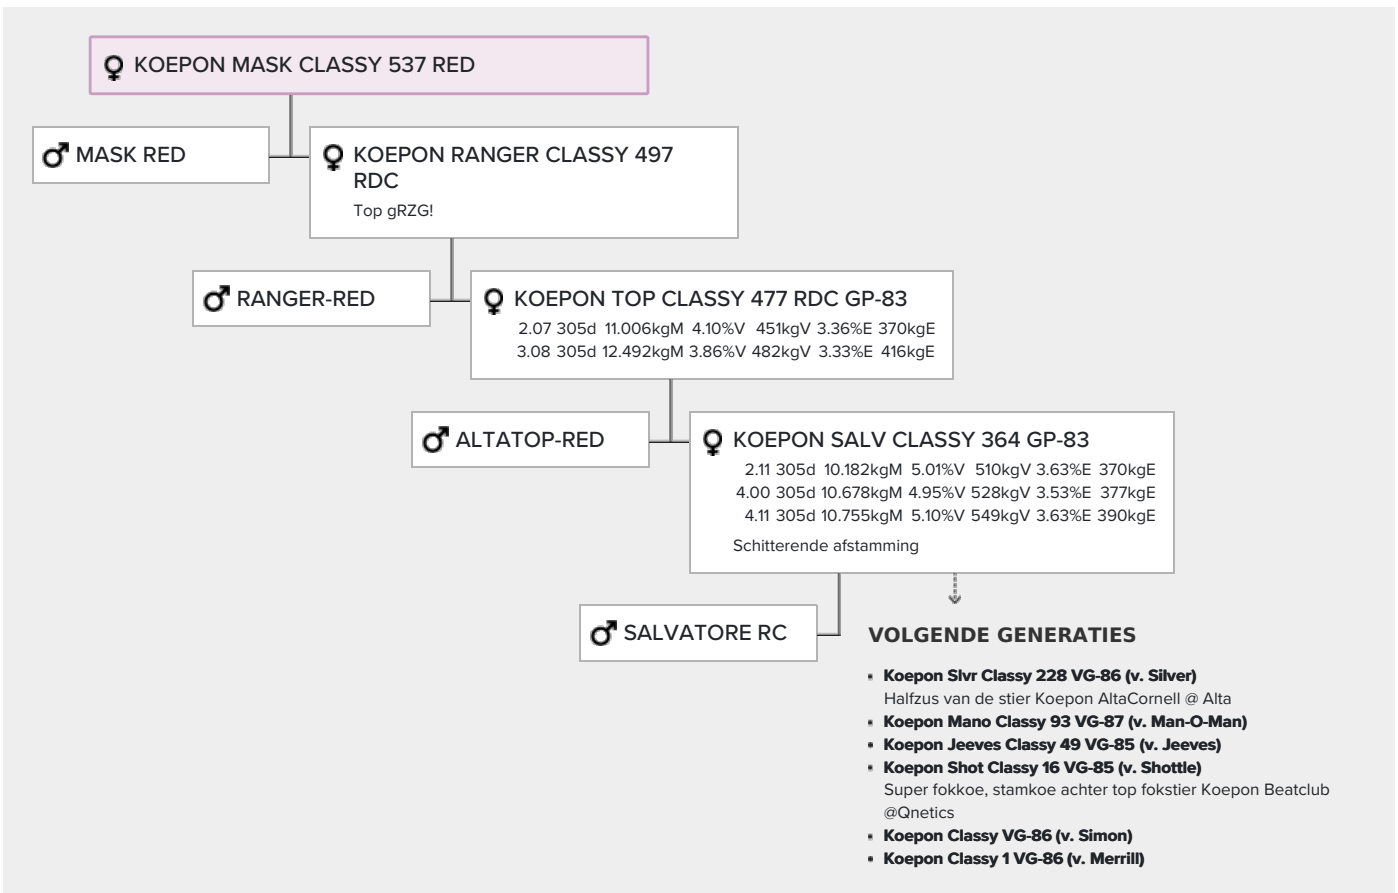 KOEPON MASK CLASSY 537 RED
MASK RED
KOEPON RANGER CLASSY 497
RDC
Top gRZG!
RANGER-RED
KOEPON TOP CLASSY 477 RDC GP-83
2.07 305d 11.006kgM 4.10%V 451kgV 3.36%E 370kgE
3.08 305d 12.492kgM 3.86%V 482kgV 3.33%E 416kgE
ALTATOP-RED
KOEPON SALV CLASSY 364 GP-83
2.11 305d 10.182kgM 5.01%V 510kgV 3.63%E 370kgE
4.00 305d 10.678kgM 4.95%V 528kgV 3.53%E 377kgE
4.11 305d 10.755kgM 5.10%V 549kgV 3.63%E 390kgE
Schitterende afstamming
SALVATORE RC
VOLGENDE GENERATIES
Koepon Slvr Classy 228 VG-86 (v. Silver)
Halfzus van de stier Koepon AltaCornell @ Alta
Koepon Mano Classy 93 VG-87 (v. Man-O-Man)
Koepon Jeeves Classy 49 VG-85 (v. Jeeves)
Koepon Shot Classy 16 VG-85 (v. Shottle)
Super fokkoe, stamkoe achter top fokstier Koepon Beatclub
@Qnetics
Koepon Classy VG-86 (v. Simon)
Koepon Classy 1 VG-86 (v. Merrill)